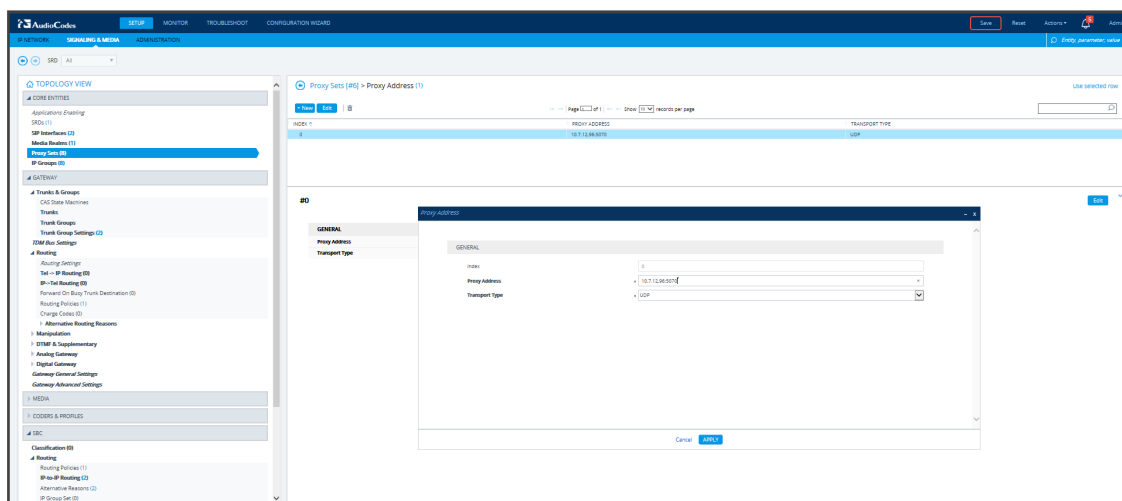 AudioCodes
SETUP MONITOR TROUBLESHOOT CONFIGURATION WIZARD
Save Reset Actions Admi
IP NETWORK SIGNALING & MEDIA ADMINISTRATION
Entity, parameter, value
SRD All
TOPOLOGY VIEW
CORE ENTITIES
Applications Enabling
SRDs (1)
SIP Interfaces (2)
Media Realms (1)
Proxy Sets (8)
IP Groups (8)
GATEWAY
Trunks & Groups
CAS State Machines
Trunks
Trunk Groups
Trunk Group Settings (2)
TDM Bus Settings
Routing
Routing Settings
Tel -> IP Routing (0)
IP->Tel Routing (0)
Forward On Busy Trunk Destination (0)
Routing Policies (1)
Charge Codes (0)
Alternative Routing Reasons
Manipulation
DTMF & Supplementary
Analog Gateway
Digital Gateway
Gateway General Settings
Gateway Advanced Settings
MEDIA
CODERS & PROFILES
SBC
Classification (0)
Routing
Routing Policies (1)
IP-to-IP Routing (2)
Alternative Reasons (2)
IP Group Set (0)
Proxy Sets [#6] > Proxy Address (1)
Use selected row
+ New Edit
Page of 1 Show 10 records per page
INDEX PROXY ADDRESS TRANSPORT TYPE
0 10.7.12.96:5070 UDP
#0
Edit
GENERAL
Proxy Address
Transport Type
Proxy Address
– x
GENERAL
Index 0
Proxy Address 10.7.12.96:5070
Transport Type UDP
Cancel APPLY